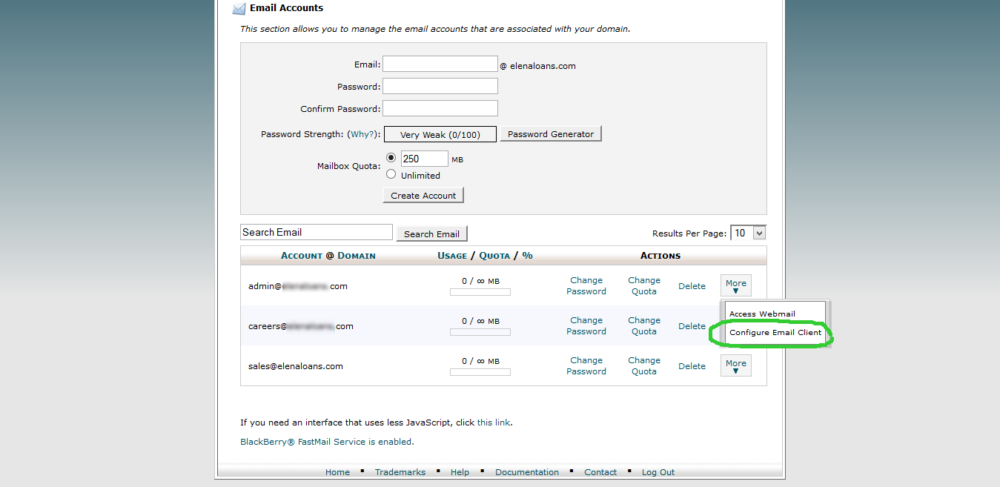 Email Accounts
This section allows you to manage the email accounts that are associated with your domain.
Email: @ elenaloans.com
Password:
Confirm Password:
Password Strength: (Why?): Very Weak (0/100) Password Generator
Mailbox Quota: 250 MB
Unlimited
Create Account
Search Email Search Email Results Per Page: 10
Account @ Domain Usage / Quota / % Actions
admin@ .com 0 / ∞ MB Change Password Change Quota Delete More ▼
Access Webmail
careers@ .com 0 / ∞ MB Change Password Change Quota Delete
Configure Email Client
sales@elenaloans.com 0 / ∞ MB Change Password Change Quota Delete More ▼
If you need an interface that uses less JavaScript, click this link.
BlackBerry® FastMail Service is enabled.
Home ▪ Trademarks ▪ Help ▪ Documentation ▪ Contact ▪ Log Out